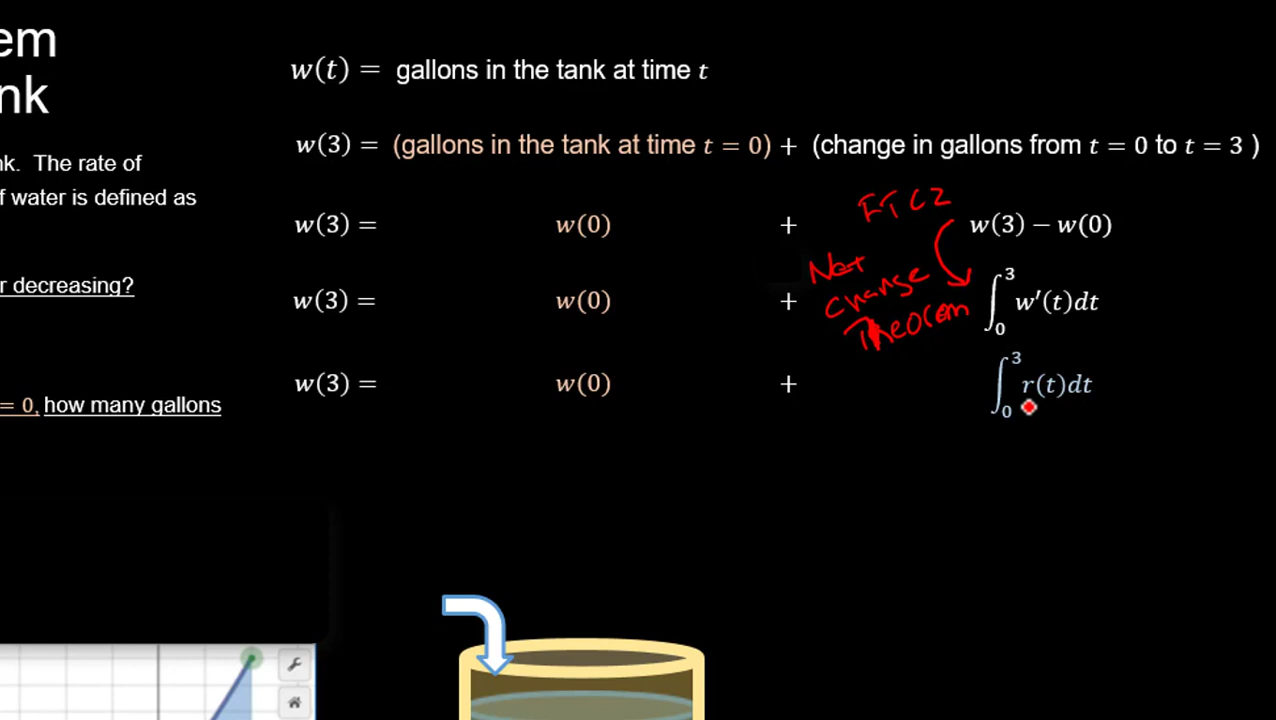 em
nk
nk. The rate of
f water is defined as
r decreasing?
= 0, how many gallons
w(t) = gallons in the tank at time t
w(3) = (gallons in the tank at time t = 0) + (change in gallons from t = 0 to t = 3 )
FTC2
w(3) = w(0) + w(3) − w(0)
Net
change
Theorem
w(3) = w(0) + ∫₀³ w′(t)dt
w(3) = w(0) + ∫₀³ r(t)dt